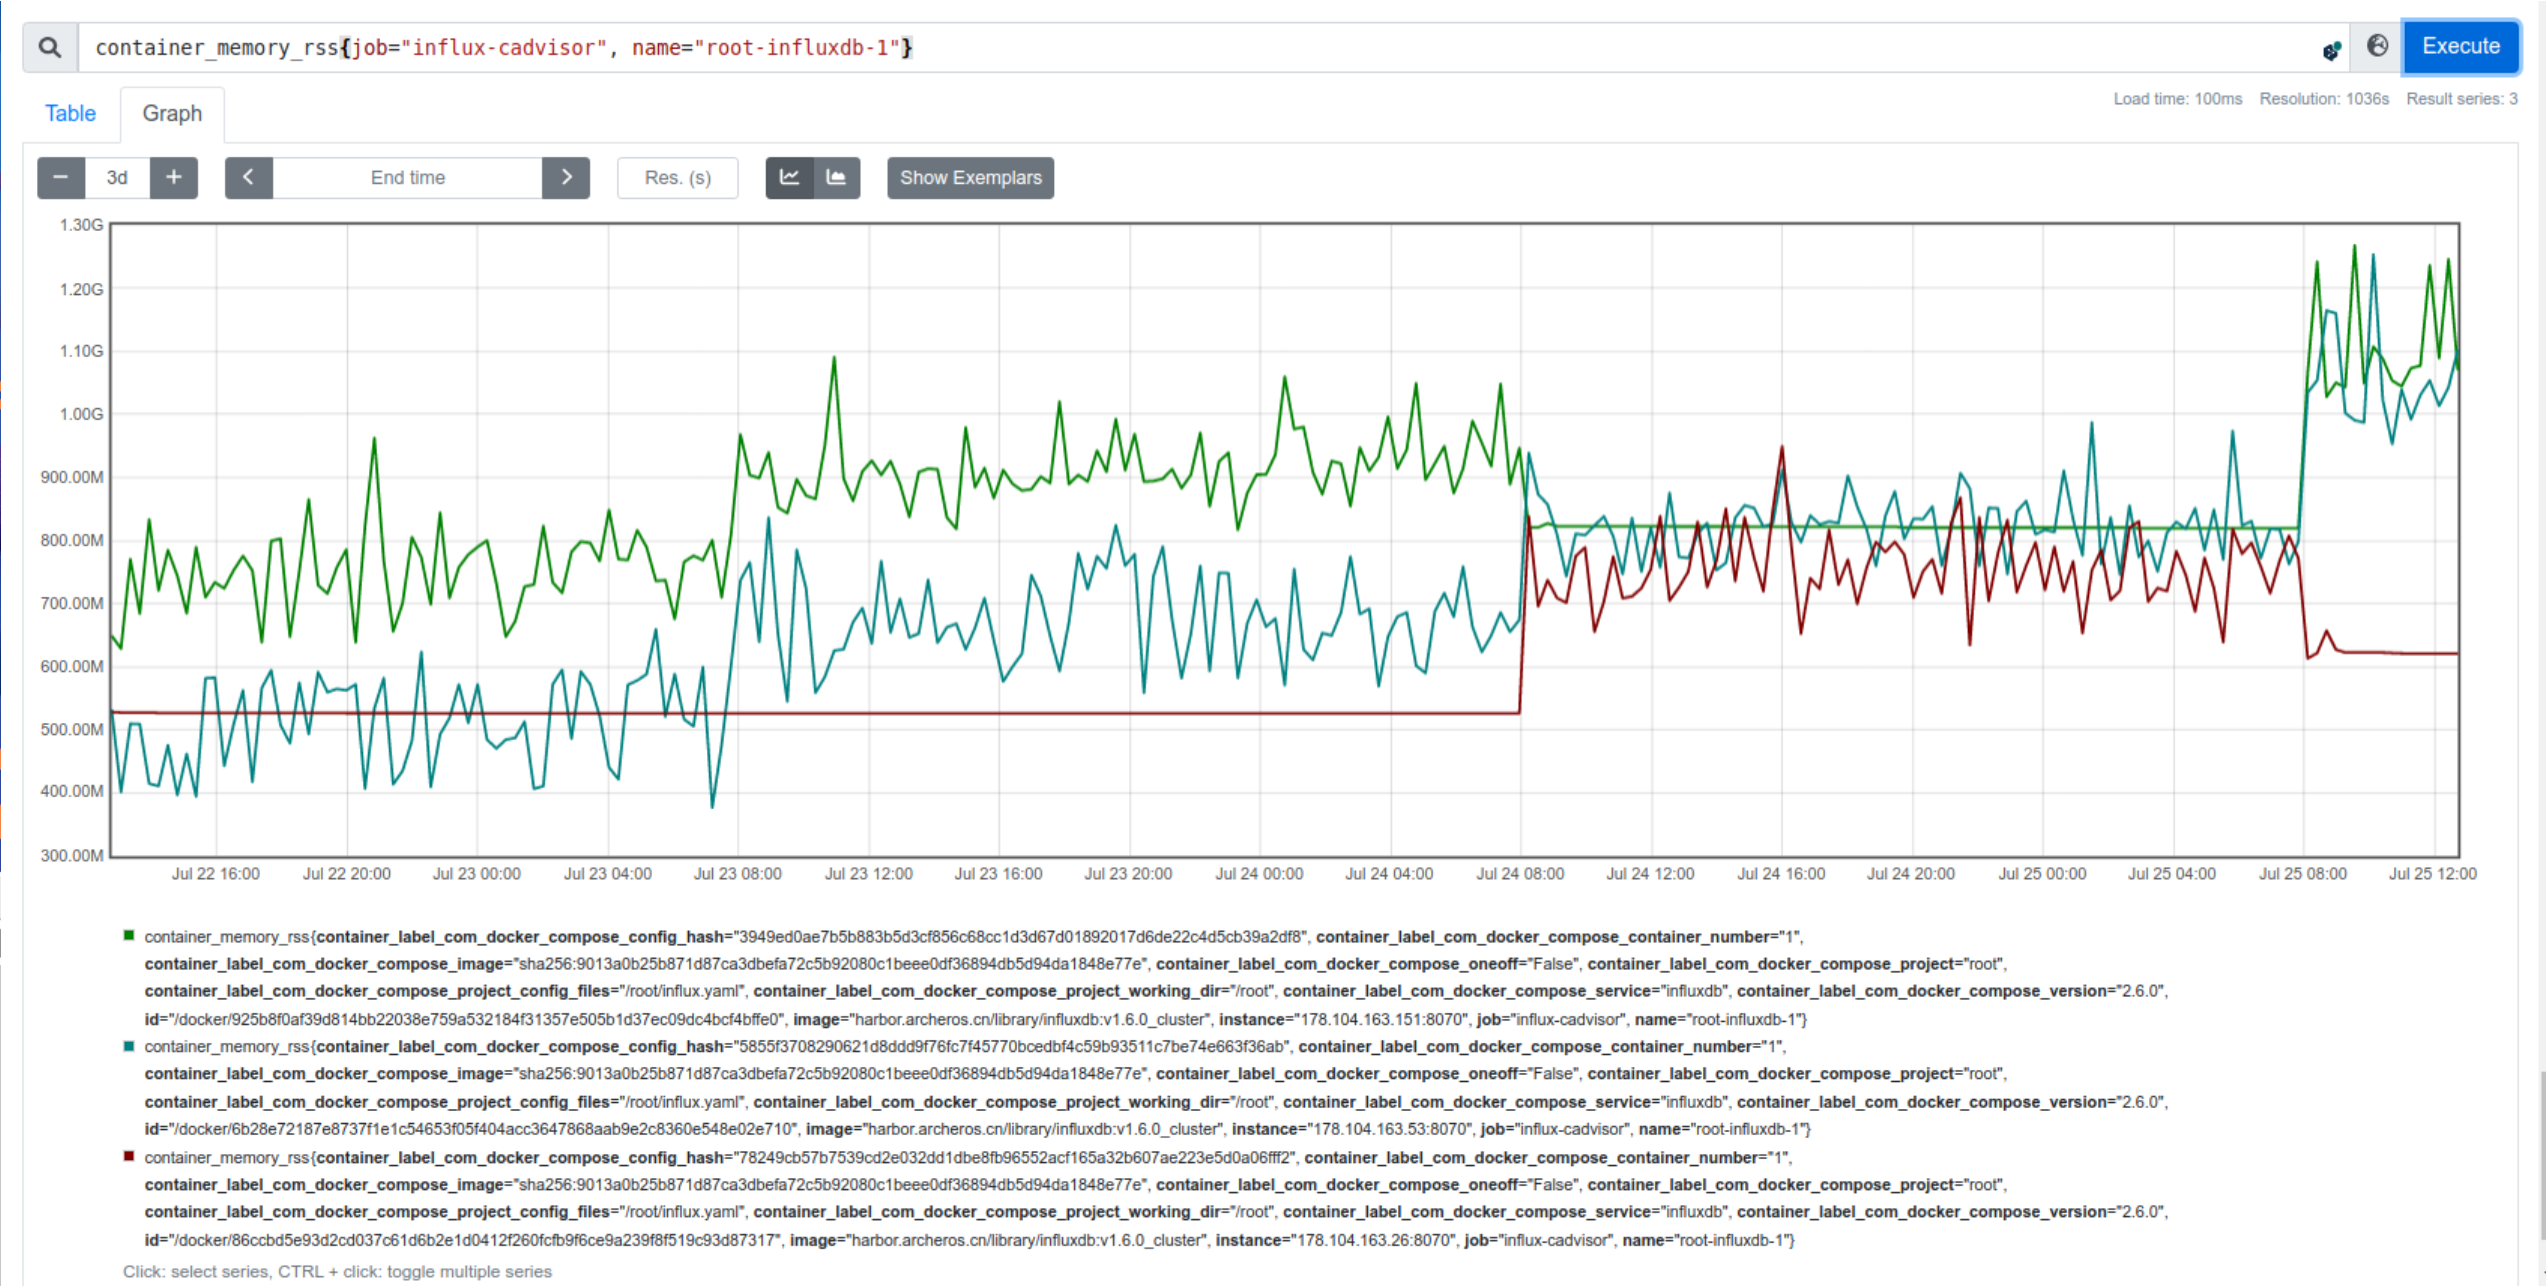 container_memory_rss{job="influx-cadvisor", name="root-influxdb-1"}
Execute
Table
Graph
Load time: 100ms Resolution: 1036s Result series: 3
− 3d + < End time > Res. (s) Show Exemplars
1.30G
1.20G
1.10G
1.00G
900.00M
800.00M
700.00M
600.00M
500.00M
400.00M
300.00M
Jul 22 16:00 Jul 22 20:00 Jul 23 00:00 Jul 23 04:00 Jul 23 08:00 Jul 23 12:00 Jul 23 16:00 Jul 23 20:00 Jul 24 00:00 Jul 24 04:00 Jul 24 08:00 Jul 24 12:00 Jul 24 16:00 Jul 24 20:00 Jul 25 00:00 Jul 25 04:00 Jul 25 08:00 Jul 25 12:00
container_memory_rss{container_label_com_docker_compose_config_hash="3949ed0ae7b5b883b5d3cf856c68cc1d3d67d01892017d6de22c4d5cb39a2df8", container_label_com_docker_compose_container_number="1",
container_label_com_docker_compose_image="sha256:9013a0b25b871d87ca3dbefa72c5b92080c1beee0df36894db5d94da1848e77e", container_label_com_docker_compose_oneoff="False", container_label_com_docker_compose_project="root",
container_label_com_docker_compose_project_config_files="/root/influx.yaml", container_label_com_docker_compose_project_working_dir="/root", container_label_com_docker_compose_service="influxdb", container_label_com_docker_compose_version="2.6.0",
id="/docker/925b8f0af39d814bb22038e759a532184f31357e505b1d37ec09dc4bcf4bffe0", image="harbor.archeros.cn/library/influxdb:v1.6.0_cluster", instance="178.104.163.151:8070", job="influx-cadvisor", name="root-influxdb-1"}
container_memory_rss{container_label_com_docker_compose_config_hash="5855f3708290621d8ddd9f76fc7f45770bcedbf4c59b93511c7be74e663f36ab", container_label_com_docker_compose_container_number="1",
container_label_com_docker_compose_image="sha256:9013a0b25b871d87ca3dbefa72c5b92080c1beee0df36894db5d94da1848e77e", container_label_com_docker_compose_oneoff="False", container_label_com_docker_compose_project="root",
container_label_com_docker_compose_project_config_files="/root/influx.yaml", container_label_com_docker_compose_project_working_dir="/root", container_label_com_docker_compose_service="influxdb", container_label_com_docker_compose_version="2.6.0",
id="/docker/6b28e72187e8737f1e1c54653f05f404acc3647868aab9e2c8360e548e02e710", image="harbor.archeros.cn/library/influxdb:v1.6.0_cluster", instance="178.104.163.53:8070", job="influx-cadvisor", name="root-influxdb-1"}
container_memory_rss{container_label_com_docker_compose_config_hash="78249cb57b7539cd2e032dd1dbe8fb96552acf165a32b607ae223e5d0a06fff2", container_label_com_docker_compose_container_number="1",
container_label_com_docker_compose_image="sha256:9013a0b25b871d87ca3dbefa72c5b92080c1beee0df36894db5d94da1848e77e", container_label_com_docker_compose_oneoff="False", container_label_com_docker_compose_project="root",
container_label_com_docker_compose_project_config_files="/root/influx.yaml", container_label_com_docker_compose_project_working_dir="/root", container_label_com_docker_compose_service="influxdb", container_label_com_docker_compose_version="2.6.0",
id="/docker/86ccbd5e93d2cd037c61d6b2e1d0412f260fcfb9f6ce9a239f8f519c93d87317", image="harbor.archeros.cn/library/influxdb:v1.6.0_cluster", instance="178.104.163.26:8070", job="influx-cadvisor", name="root-influxdb-1"}
Click: select series, CTRL + click: toggle multiple series